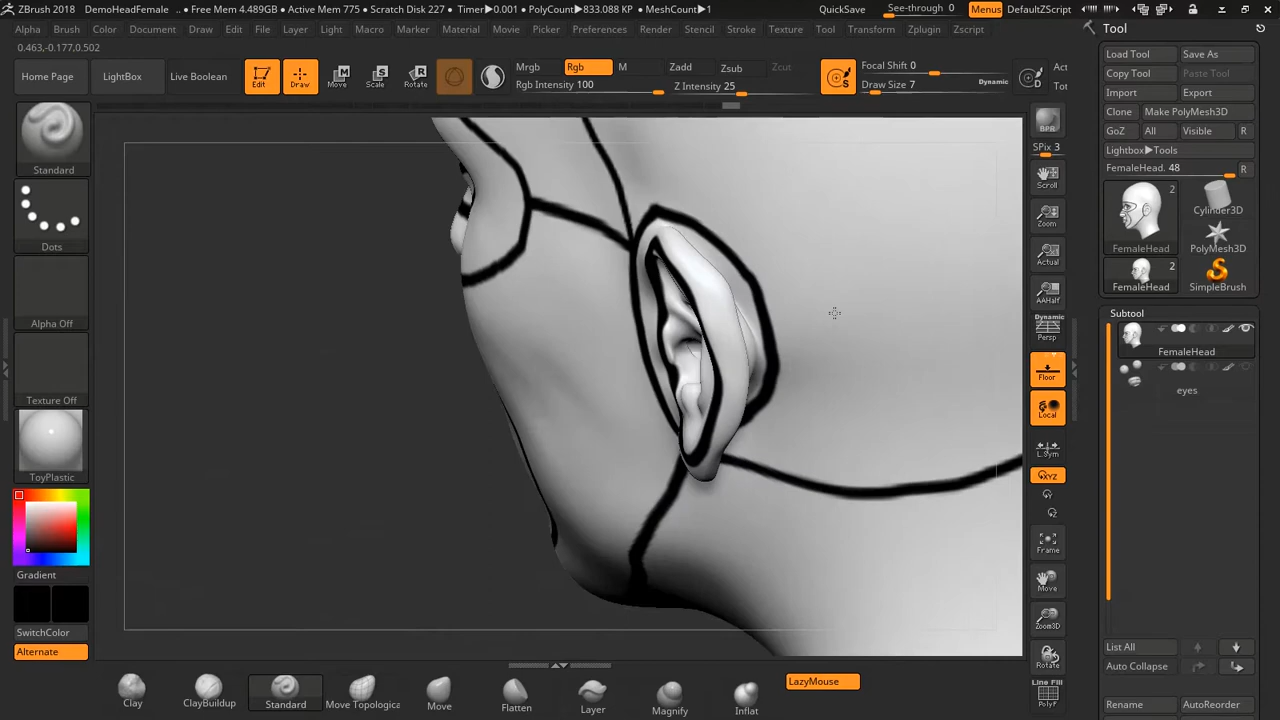 ZBrush 2018 DemoHeadFemale .. • Free Mem 4.489GB • Active Mem 775 • Scratch Disk 227 • Timer▶0.001 • PolyCount▶833.088 KP • MeshCount▶1 QuickSave See-through 0 Menus DefaultZScript
Alpha Brush Color Document Draw Edit File Layer Light Macro Marker Material Movie Picker Preferences Render Stencil Stroke Texture Tool Transform Zplugin Zscript
0.463,-0.177,0.502
Home Page LightBox Live Boolean Edit Draw Move Scale Rotate
Mrgb Rgb M Zadd Zsub Zcut Focal Shift 0 Act
Rgb Intensity 100 Z Intensity 25 Draw Size 7 Dynamic Tot
Standard
Dots
Alpha Off
Texture Off
ToyPlastic
Gradient
SwitchColor
Alternate
BPR
SPix 3
Scroll
Zoom
Actual
AAHalf
Dynamic
Persp
Floor
Local
L.Sym
XYZ
Y
Z
Frame
Move
Zoom3D
Rotate
Line Fill
PolyF
Tool
Load Tool Save As
Copy Tool Paste Tool
Import Export
Clone Make PolyMesh3D
GoZ All Visible R
Lightbox▶Tools
FemaleHead. 48 R
2
FemaleHead Cylinder3D
PolyMesh3D
2
FemaleHead SimpleBrush
Subtool
FemaleHead
eyes
List All
Auto Collapse
Rename AutoReorder
Clay ClayBuildup Standard Move Topologica Move Flatten Layer Magnify Inflat
LazyMouse